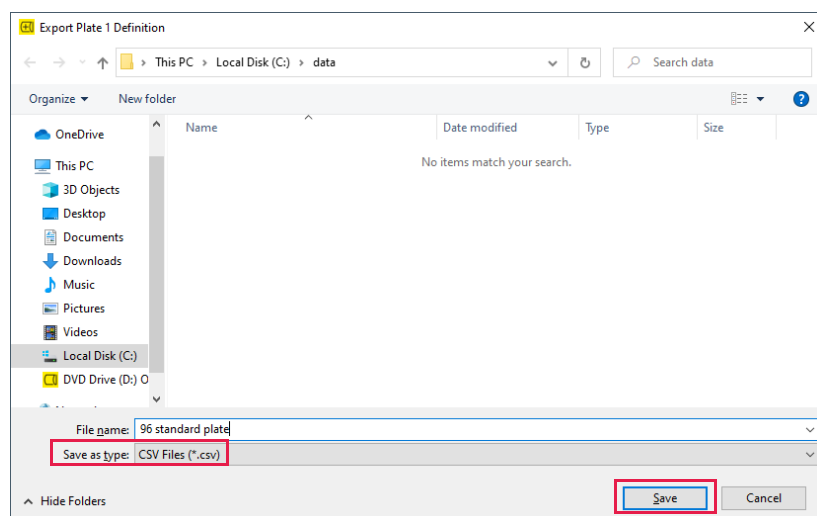 Export Plate 1 Definition
This PC > Local Disk (C:) > data
Search data
Organize
New folder
Name
Date modified
Type
Size
No items match your search.
OneDrive
This PC
3D Objects
Desktop
Documents
Downloads
Music
Pictures
Videos
Local Disk (C:)
DVD Drive (D:) O
File name: 96 standard plate
Save as type: CSV Files (*.csv)
Hide Folders
Save
Cancel